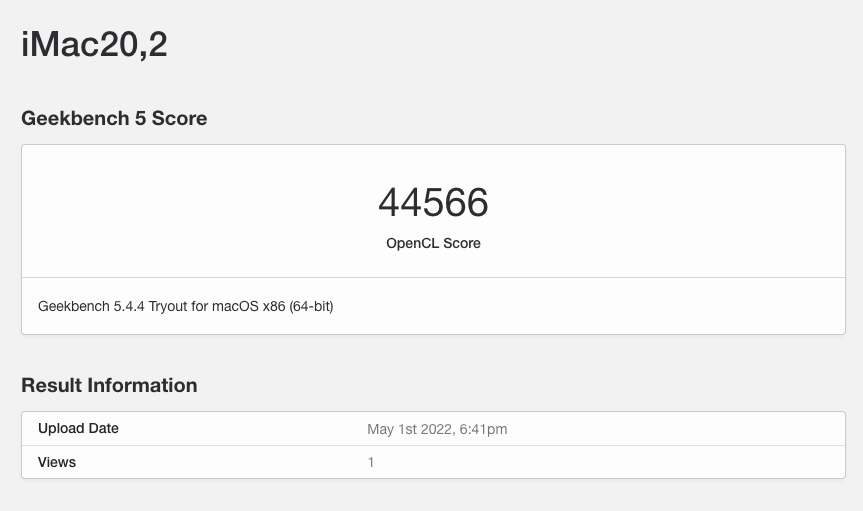 iMac20,2
Geekbench 5 Score
44566
OpenCL Score
Geekbench 5.4.4 Tryout for macOS x86 (64-bit)
Result Information
Upload Date May 1st 2022, 6:41pm
Views 1